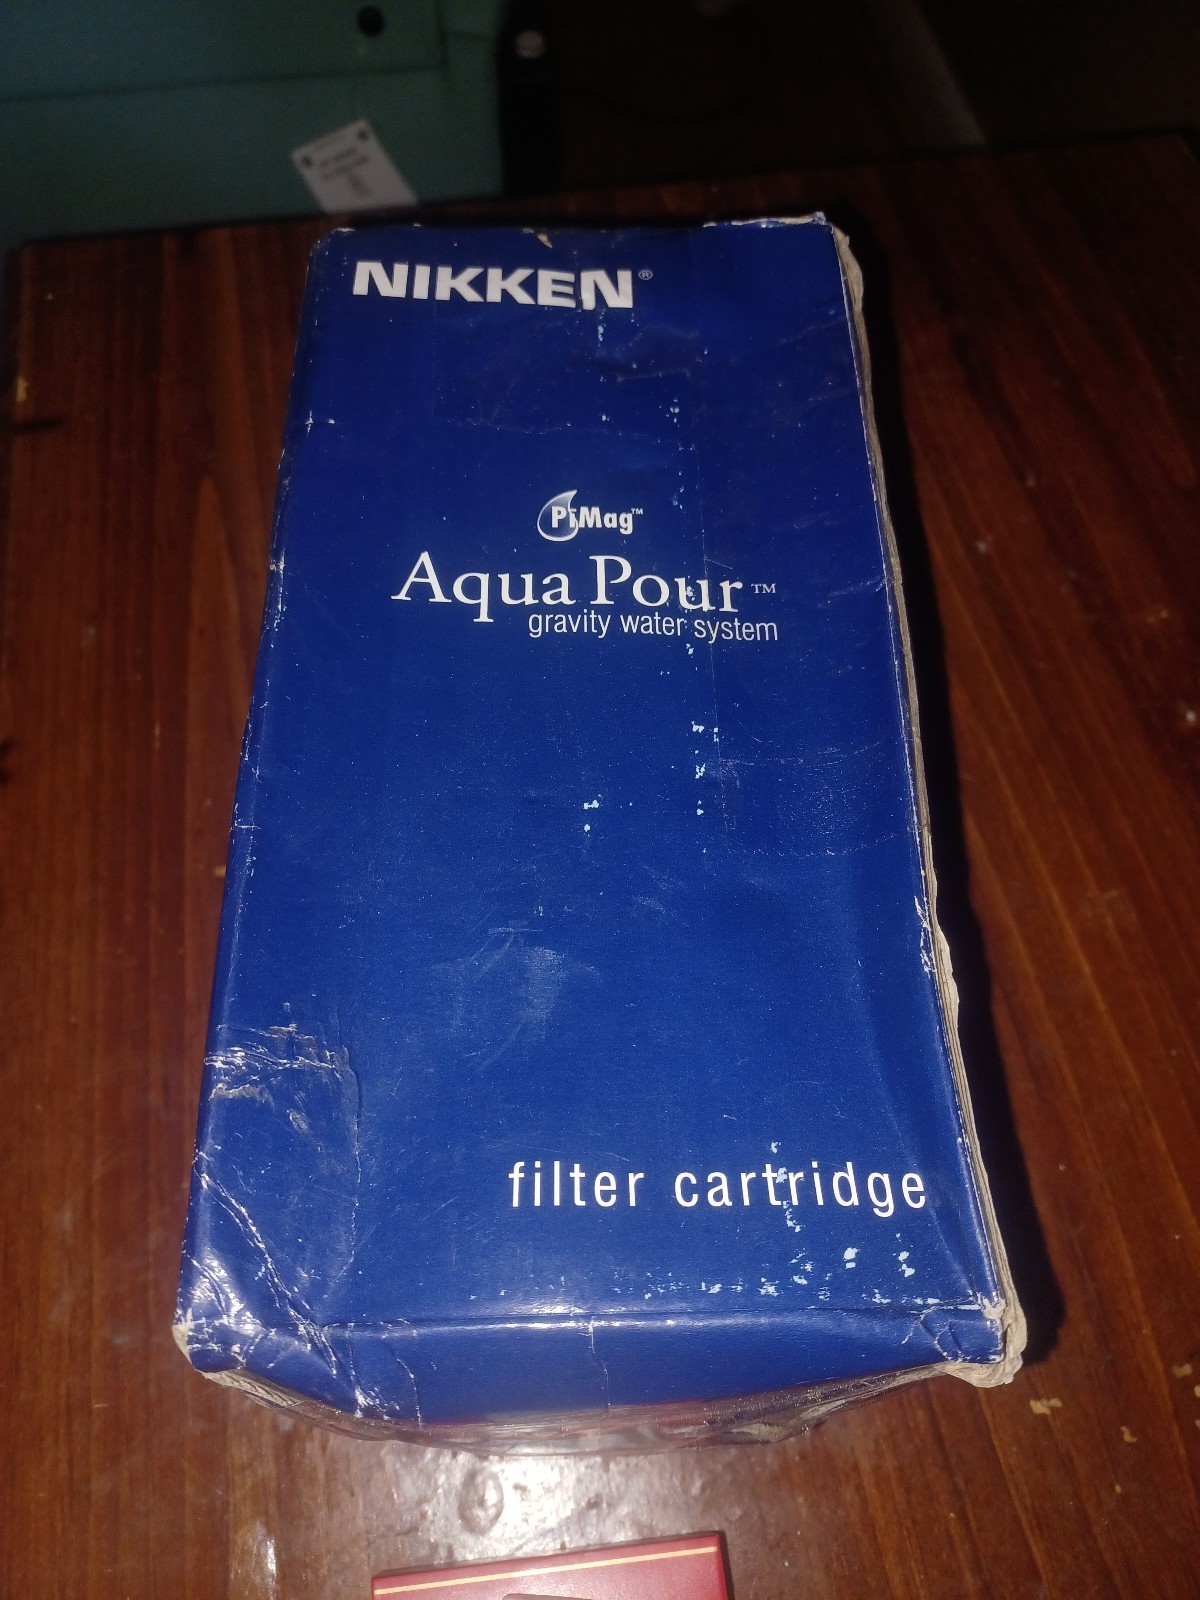 NIKKEN®
PiMag™
Aqua Pour™
gravity water system
filter cartridge